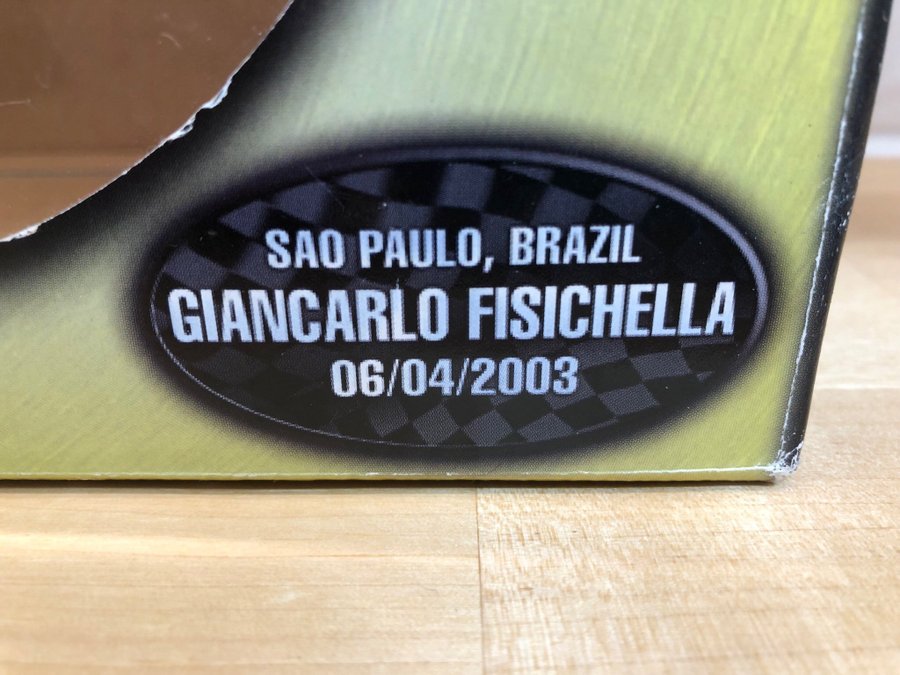 SAO PAULO, BRAZIL
GIANCARLO FISICHELLA
06/04/2003